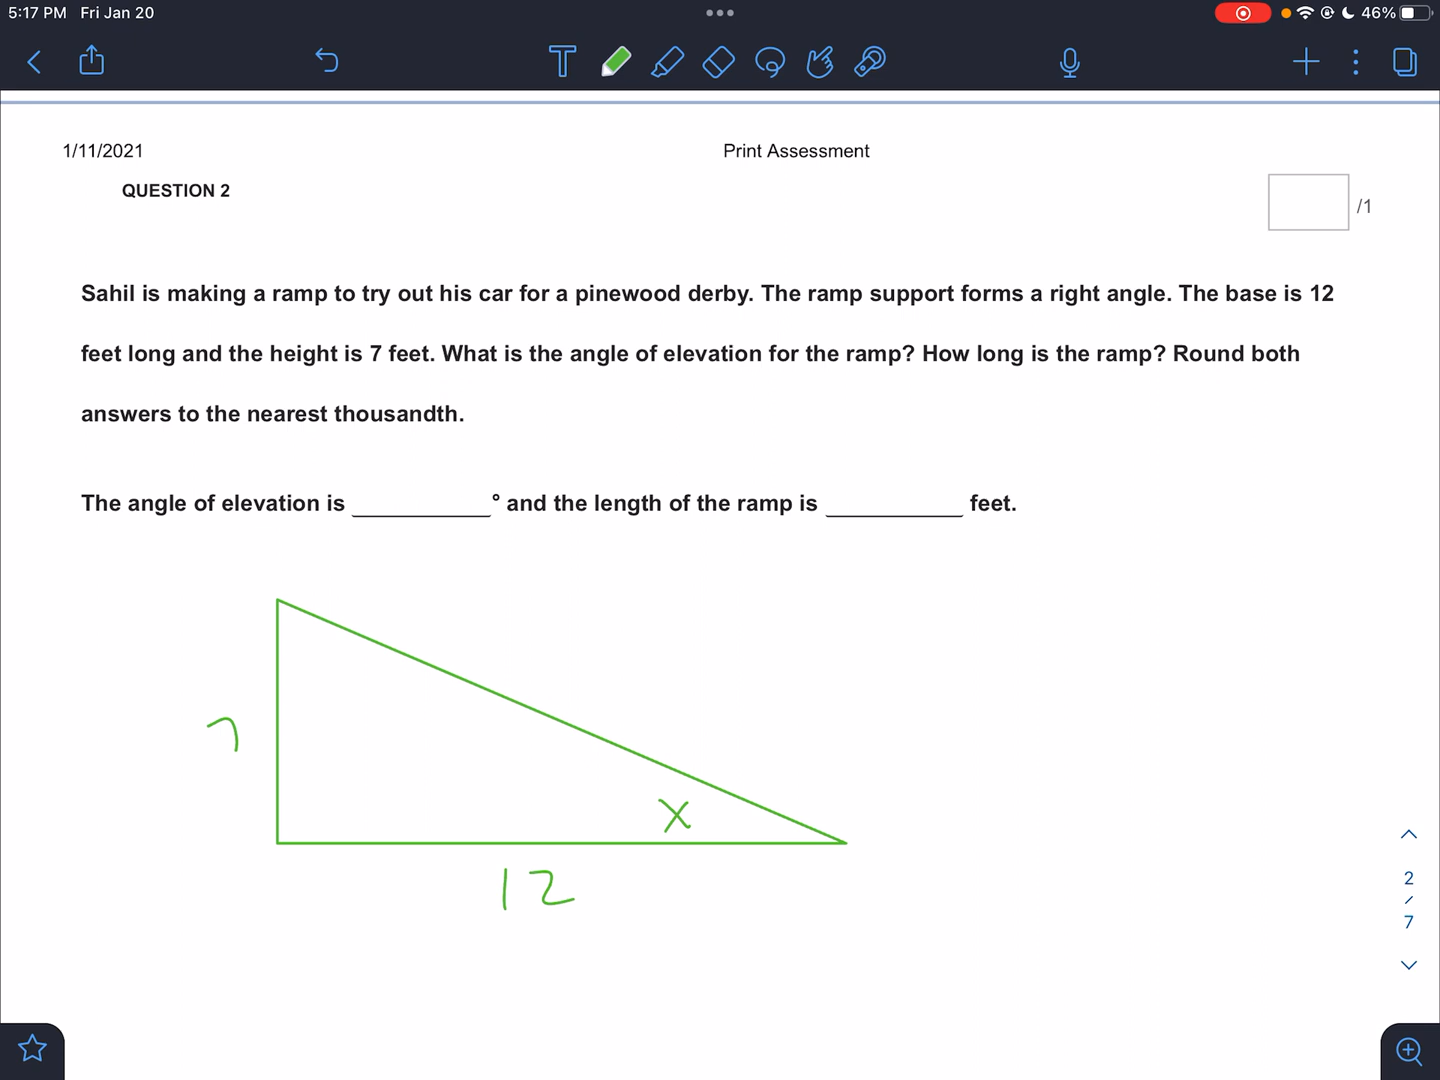 5:17 PM Fri Jan 20
46%
1/11/2021
Print Assessment
QUESTION 2
/1
Sahil is making a ramp to try out his car for a pinewood derby. The ramp support forms a right angle. The base is 12
feet long and the height is 7 feet. What is the angle of elevation for the ramp? How long is the ramp? Round both
answers to the nearest thousandth.
The angle of elevation is ___________° and the length of the ramp is ___________ feet.
7
x
12
2
/
7